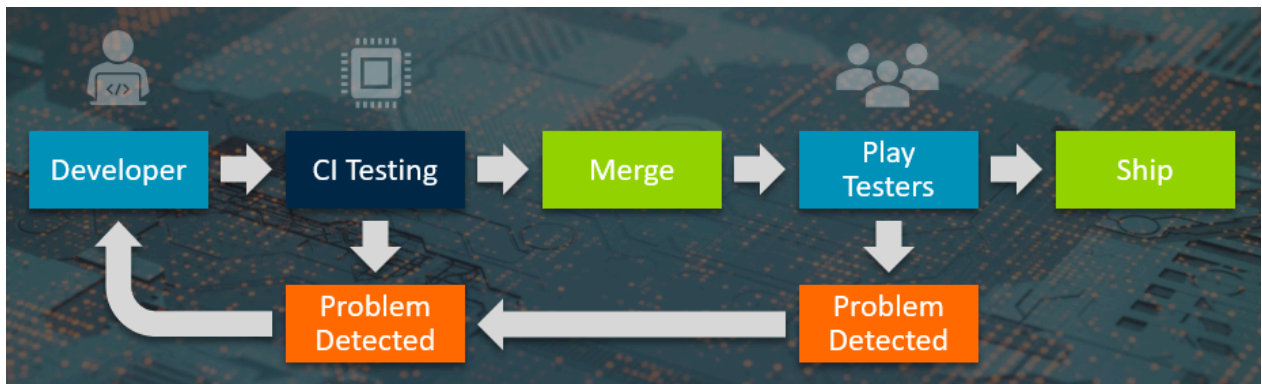 </>
Developer
CI Testing
Merge
Play
Testers
Ship
Problem
Detected
Problem
Detected